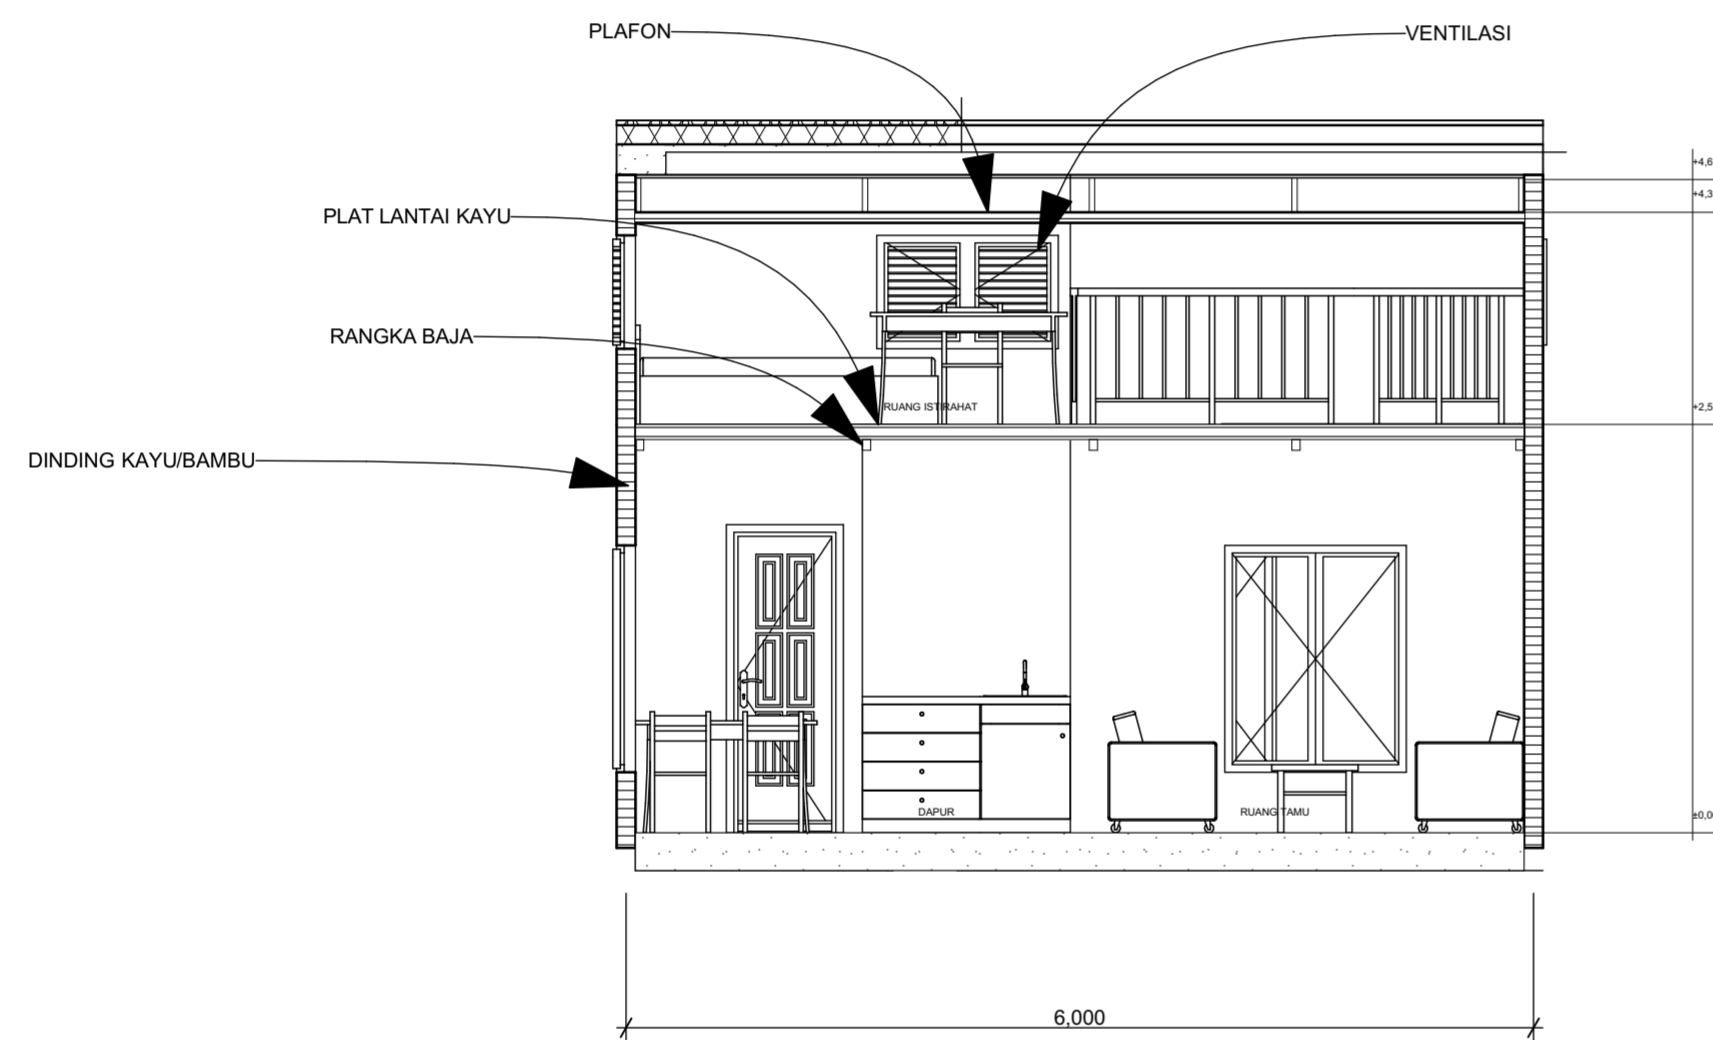 PLAFON
VENTILASI
+4,6
+4,3
PLAT LANTAI KAYU
RANGKA BAJA
RUANG ISTIRAHAT
+2,5
DINDING KAYU/BAMBU
DAPUR
RUANG TAMU
±0,0
6,000